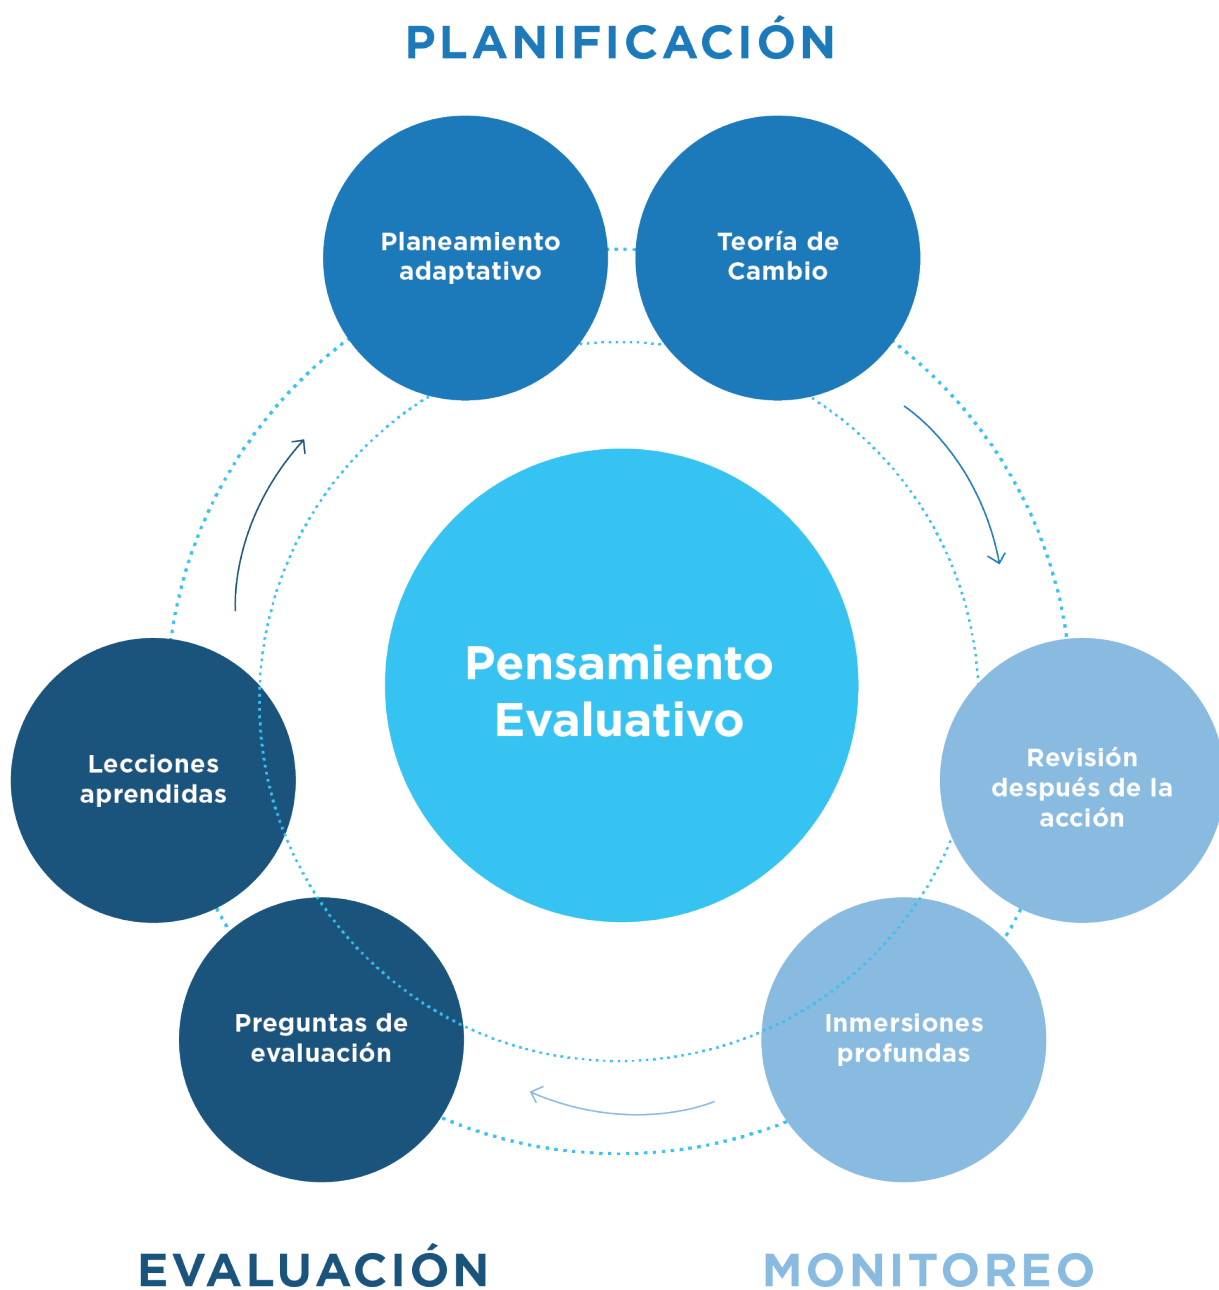 PLANIFICACIÓN
Planeamiento
adaptativo
Teoría de
Cambio
Pensamiento
Evaluativo
Lecciones
aprendidas
Revisión
después de la
acción
Preguntas de
evaluación
Inmersiones
profundas
EVALUACIÓN
MONITOREO